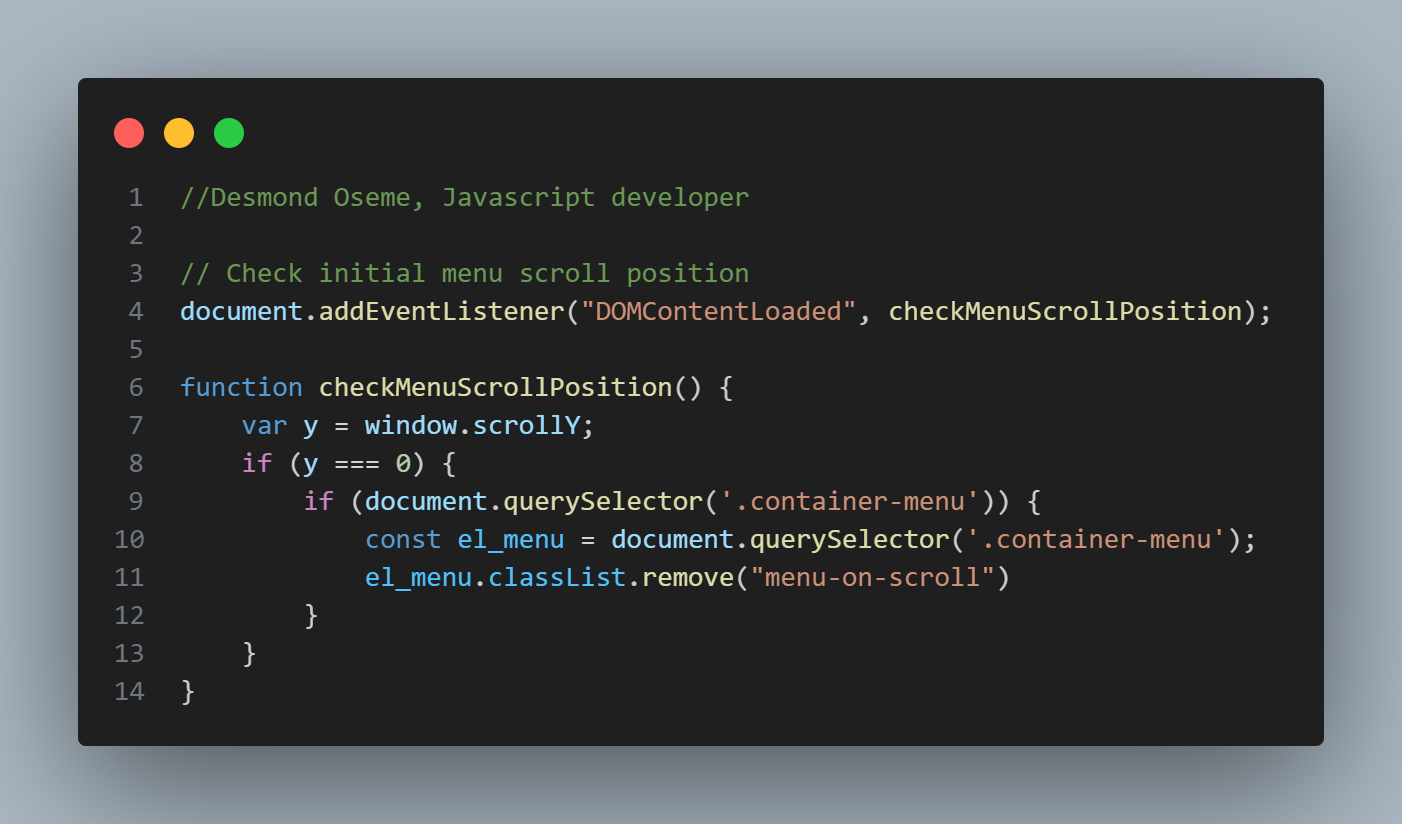 1 //Desmond Oseme, Javascript developer
2
3 // Check initial menu scroll position
4 document.addEventListener("DOMContentLoaded", checkMenuScrollPosition);
5
6 function checkMenuScrollPosition() {
7     var y = window.scrollY;
8     if (y === 0) {
9         if (document.querySelector('.container-menu')) {
10             const el_menu = document.querySelector('.container-menu');
11             el_menu.classList.remove("menu-on-scroll")
12         }
13     }
14 }